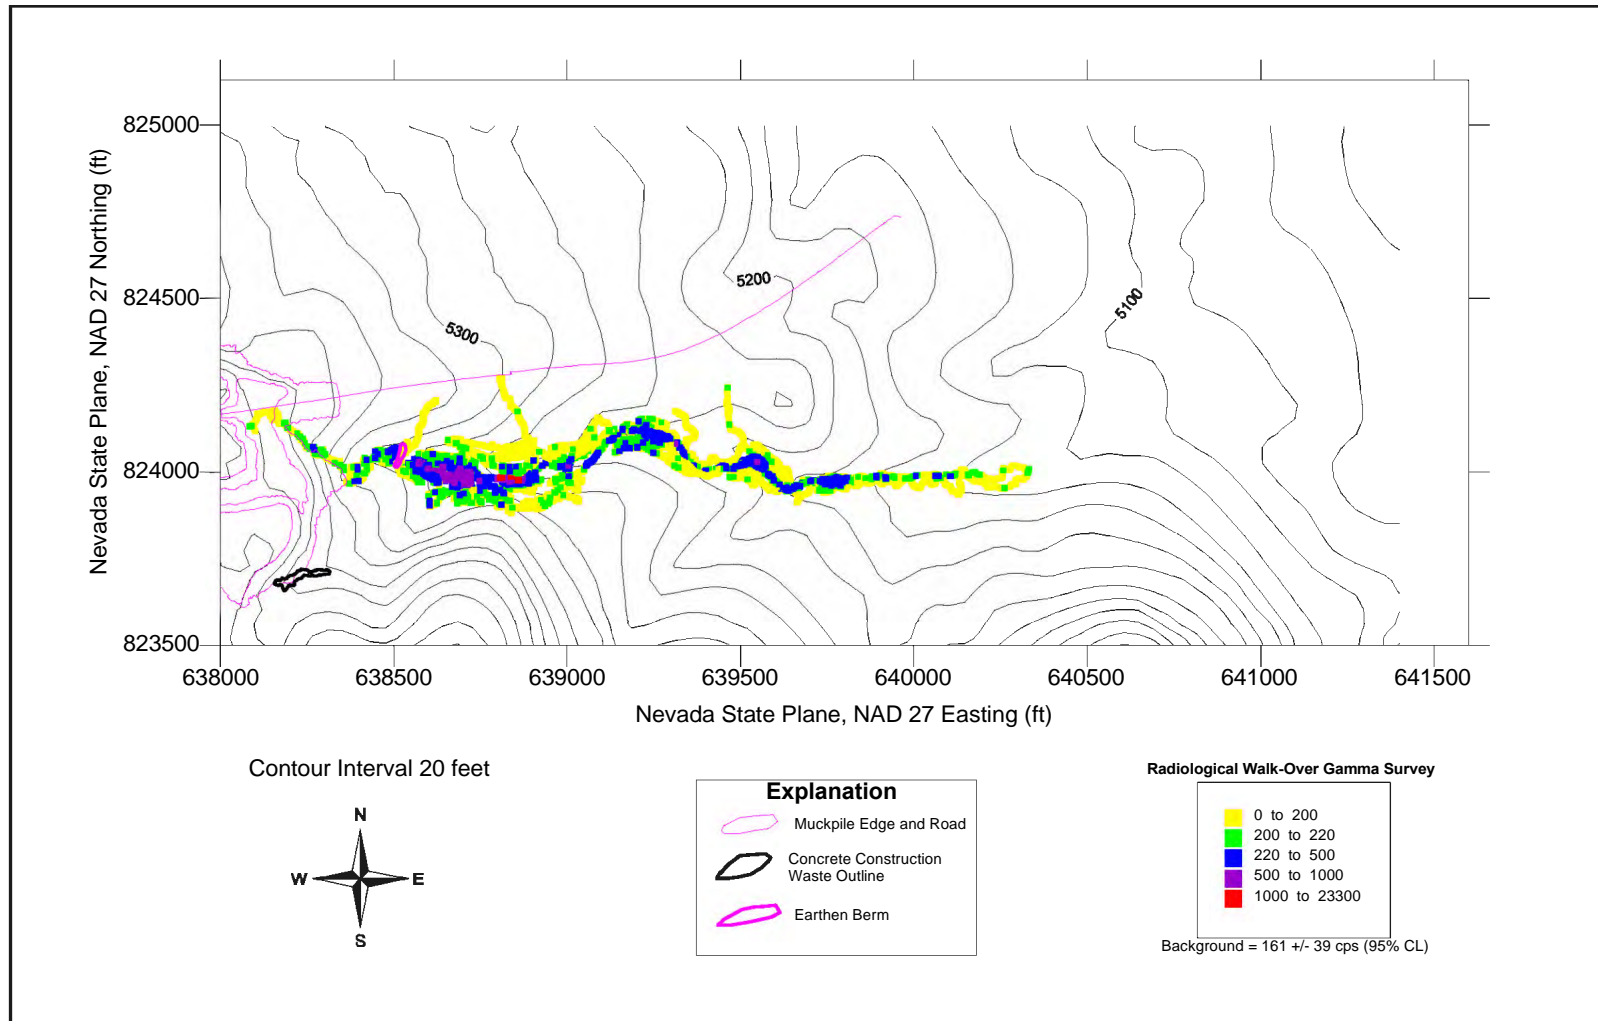 825000
824500
824000
823500
Nevada State Plane, NAD 27 Northing (ft)
5300
5200
5100
638000 638500 639000 639500 640000 640500 641000 641500
Nevada State Plane, NAD 27 Easting (ft)
Contour Interval 20 feet
N
W E
S
Explanation
Muckpile Edge and Road
Concrete Construction
Waste Outline
Earthen Berm
Radiological Walk-Over Gamma Survey
0 to 200
200 to 220
220 to 500
500 to 1000
1000 to 23300
Background = 161 +/- 39 cps (95% CL)